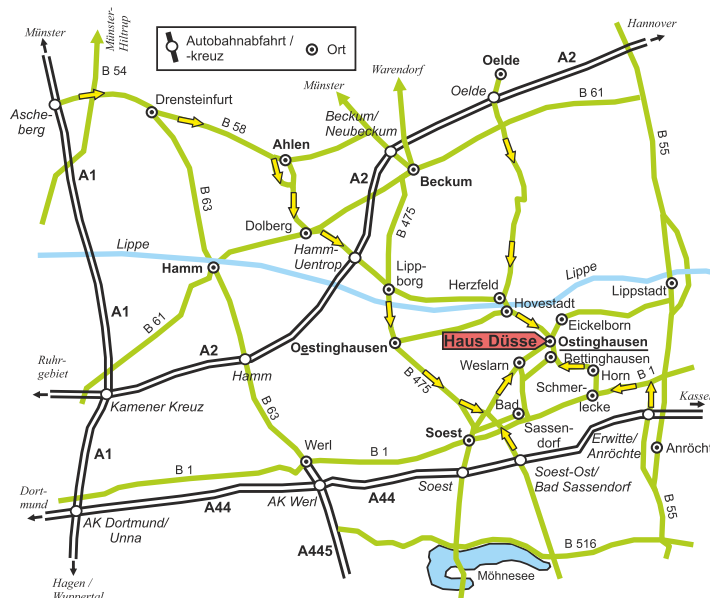 Münster
Münster-
Hiltrup
Autobahnabfahrt /
-kreuz
Ort
Hannover
Oelde
A2
B 54
Münster
Warendorf
Oelde
B 61
Asche-
berg
Drensteinfurt
B 58
Beckum/
Neubeckum
B 55
Ahlen
A1
A2
Beckum
B 63
B 475
Dolberg
Lippe
Hamm-
Uentrop
Hamm
Lipp-
borg
Lippe
Herzfeld
Lippstadt
Hovestadt
A1
B 61
Eickelborn
Oestinghausen
Haus Düsse
Ostinghausen
A2
Bettinghausen
Ruhr-
gebiet
Hamm
Weslarn
Horn
B 1
B 475
Schmer-
lecke
Kassel
Kamener Kreuz
B 63
Bad
Sassen-
dorf
Soest
Erwitte/
Anröchte
Werl
B 1
Anröcht
A1
B 1
AK Werl
Soest
Soest-Ost/
Bad Sassendorf
Dort-
mund
A44
A44
B 55
AK Dortmund/
Unna
A445
B 516
Möhnesee
Hagen /
Wuppertal